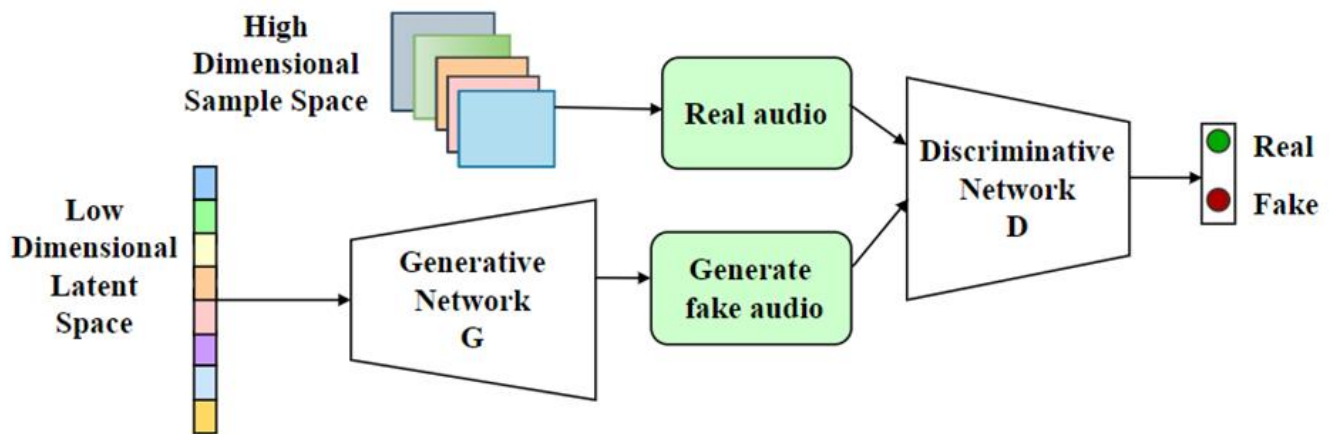 High
Dimensional
Sample Space
Real audio
Discriminative
Network
D
Real
Fake
Low
Dimensional
Latent
Space
Generative
Network
G
Generate
fake audio